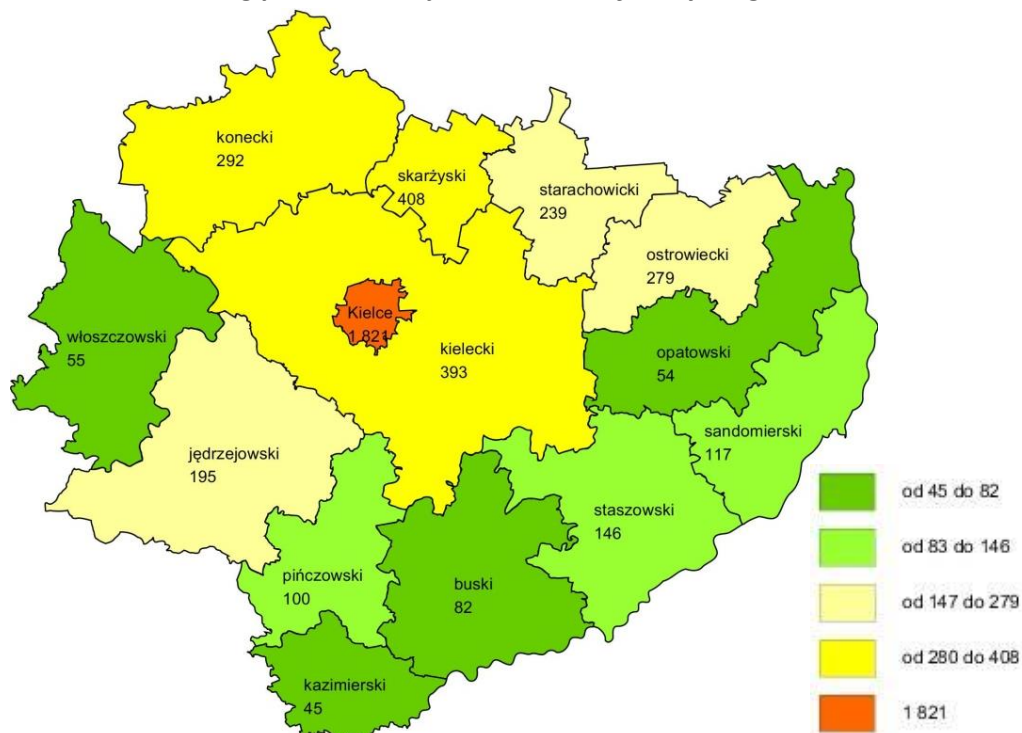 konecki
292
skarżyski
408
starachowicki
239
ostrowiecki
279
włoszczowski
55
Kielce
1 821
kielecki
393
opatowski
54
jędrzejowski
195
sandomierski
117
staszowski
146
pińczowski
100
buski
82
kazimierski
45
od 45 do 82
od 83 do 146
od 147 do 279
od 280 do 408
1 821